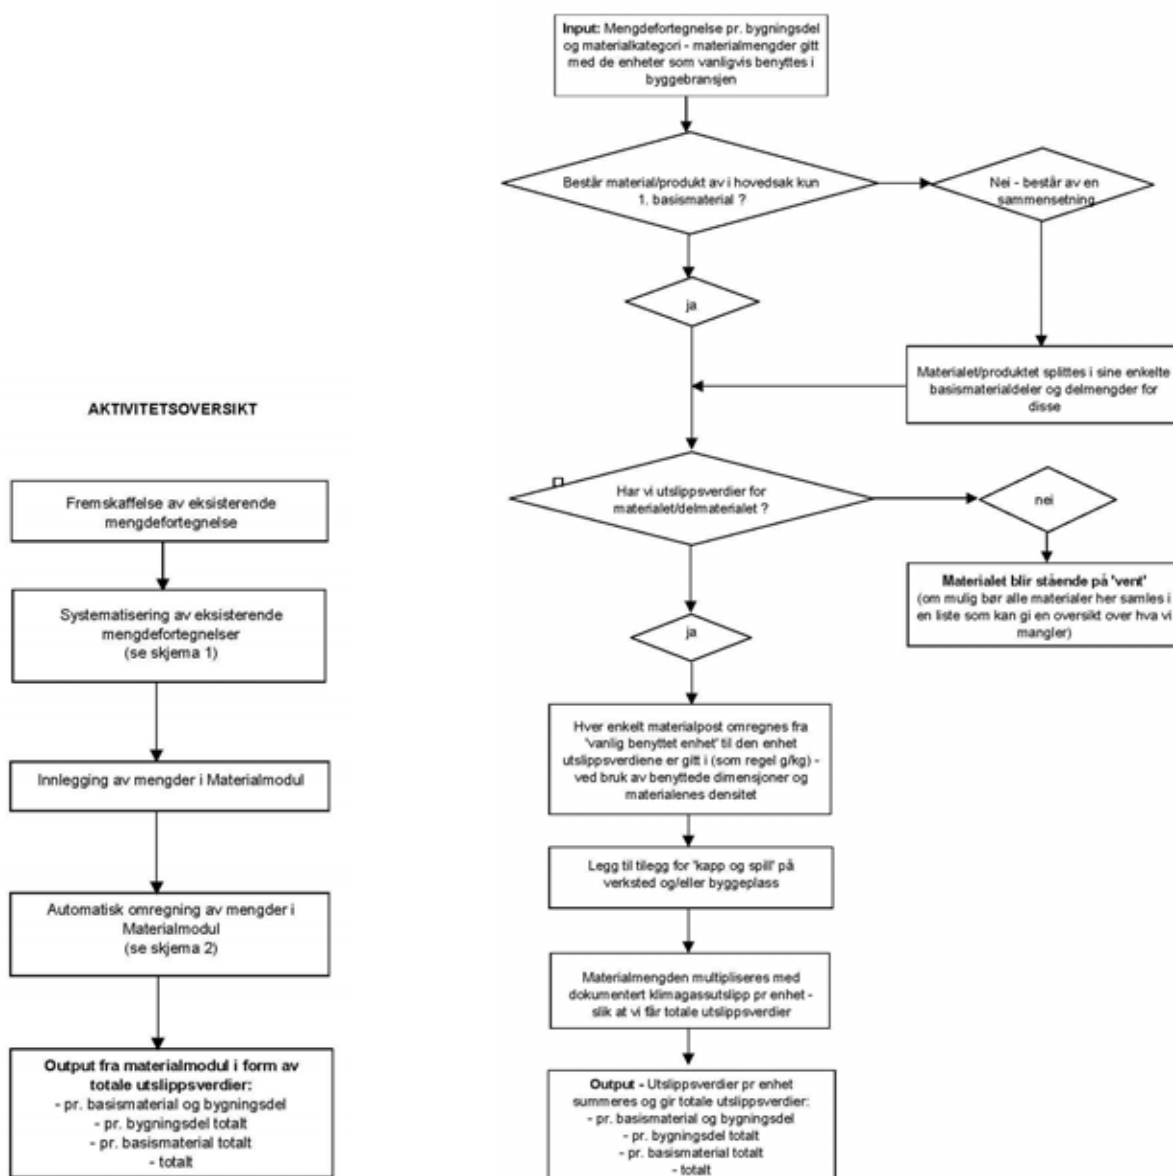 AKTIVITETSOVERSIKT
Fremskaffelse av eksisterende
mengdefortegnelse
Systematisering av eksisterende
mengdefortegnelser
(se skjema 1)
Innlegging av mengder i Materialmodul
Automatisk omregning av mengder i
Materialmodul
(se skjema 2)
Output fra materialmodul i form av
totale utslippsverdier:
- pr. basismaterial og bygningsdel
- pr. bygningsdel totalt
- pr. basismaterial totalt
- totalt
Input: Mengdefortegnelse pr. bygningsdel
og materialkategori - materialmengder gitt
med de enheter som vanligvis benyttes i
byggebransjen
Består material/produkt av i hovedsak kun
1. basismaterial ?
Nei - består av en
sammensetning
ja
Materialet/produktet splittes i sine enkelte
basismaterialdeler og delmengder for
disse
Har vi utslippsverdier for
materialet/delmaterialet ?
nei
Materialet blir stående på 'vent'
(om mulig bør alle materialer her samles i
en liste som kan gi en oversikt over hva vi
mangler)
ja
Hver enkelt materialpost omregnes fra
'vanlig benyttet enhet' til den enhet
utslippsverdiene er gitt i (som regel g/kg) -
ved bruk av benyttede dimensjoner og
materialenes densitet
Legg til tilegg for 'kapp og spill' på
verksted og/eller byggeplass
Materialmengden multipliseres med
dokumentert klimagassutslipp pr enhet -
slik at vi får totale utslippsverdier
Output - Utslippsverdier pr enhet
summeres og gir totale utslippsverdier:
- pr. basismaterial og bygningsdel
- pr. bygningsdel totalt
- pr. basismaterial totalt
- totalt